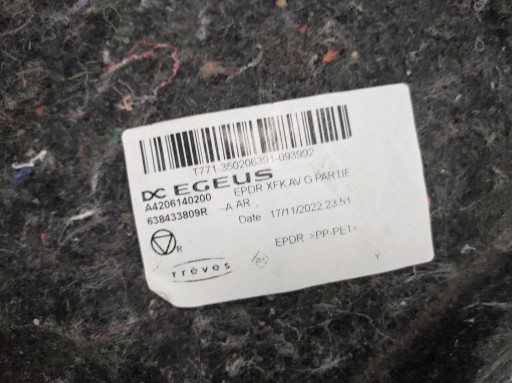 T771-350206391-093992
DC EGEUS
A4206140200 EPDR XFK AV G PARTIE
638433809R -A AR
Date 17/11/2022 23:51
R
EPDR >PP-PET<
Trèves
Y